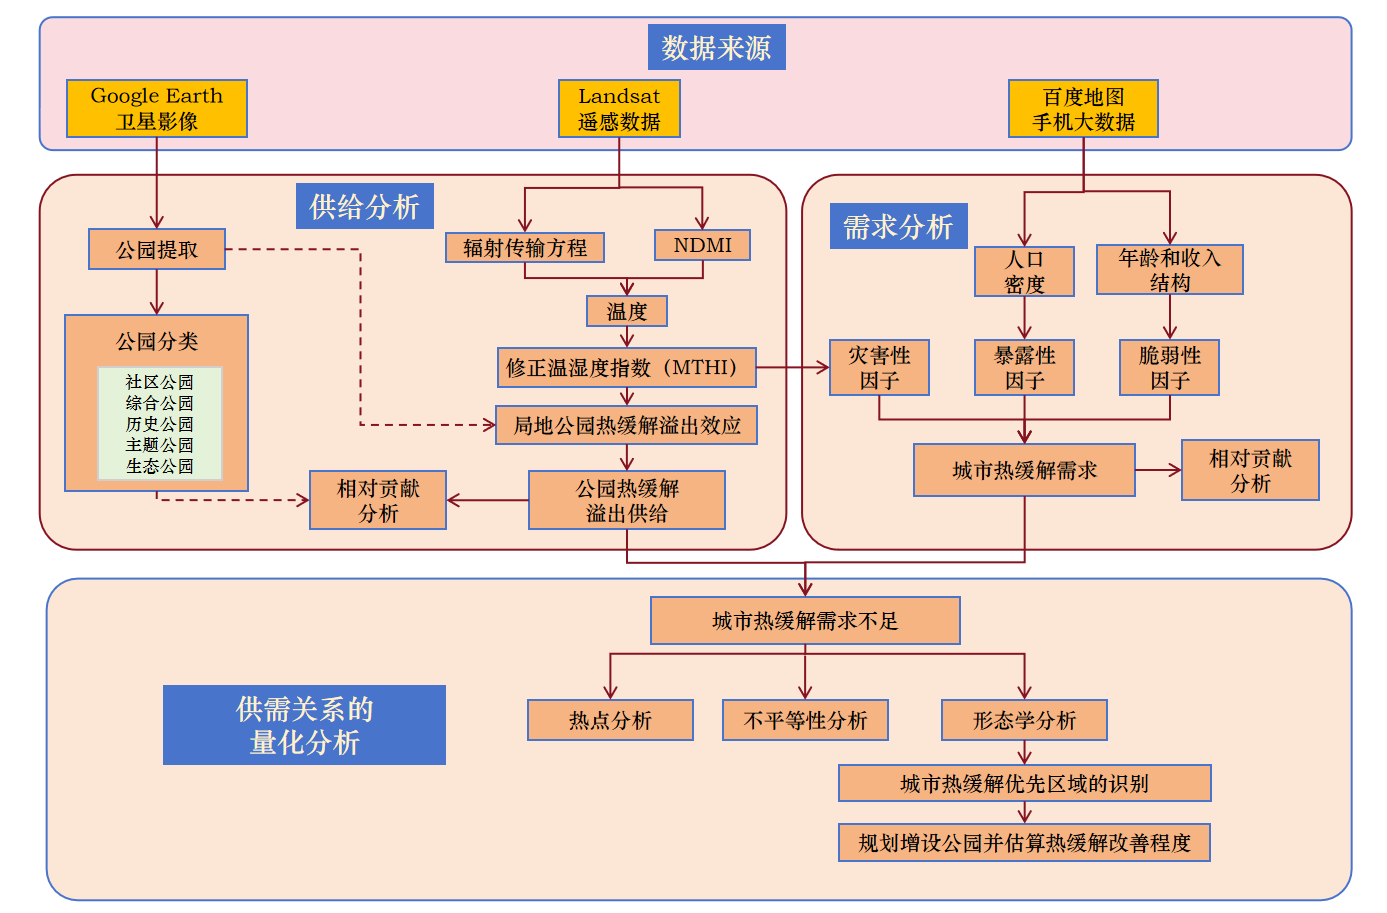 数据来源
Google Earth
卫星影像
Landsat
遥感数据
百度地图
手机大数据
供给分析
公园提取
辐射传输方程
NDMI
温度
公园分类
社区公园
综合公园
历史公园
主题公园
生态公园
修正温湿度指数（MTHI）
局地公园热缓解溢出效应
相对贡献
分析
公园热缓解
溢出供给
需求分析
人口
密度
年龄和收入
结构
灾害性
因子
暴露性
因子
脆弱性
因子
城市热缓解需求
相对贡献
分析
供需关系的
量化分析
城市热缓解需求不足
热点分析
不平等性分析
形态学分析
城市热缓解优先区域的识别
规划增设公园并估算热缓解改善程度